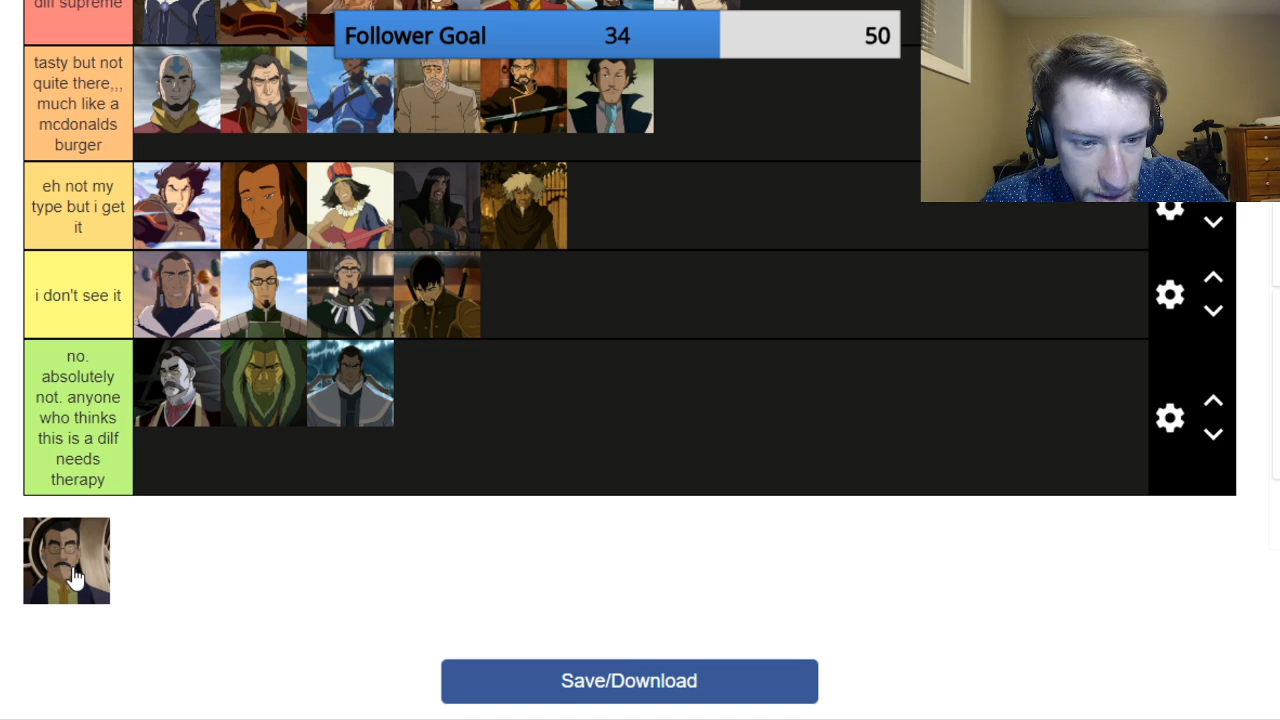 dilf supreme
Follower Goal 34 50
tasty but not
quite there,,,
much like a
mcdonalds
burger
eh not my
type but i get
it
i don't see it
no.
absolutely
not. anyone
who thinks
this is a dilf
needs
therapy
Save/Download